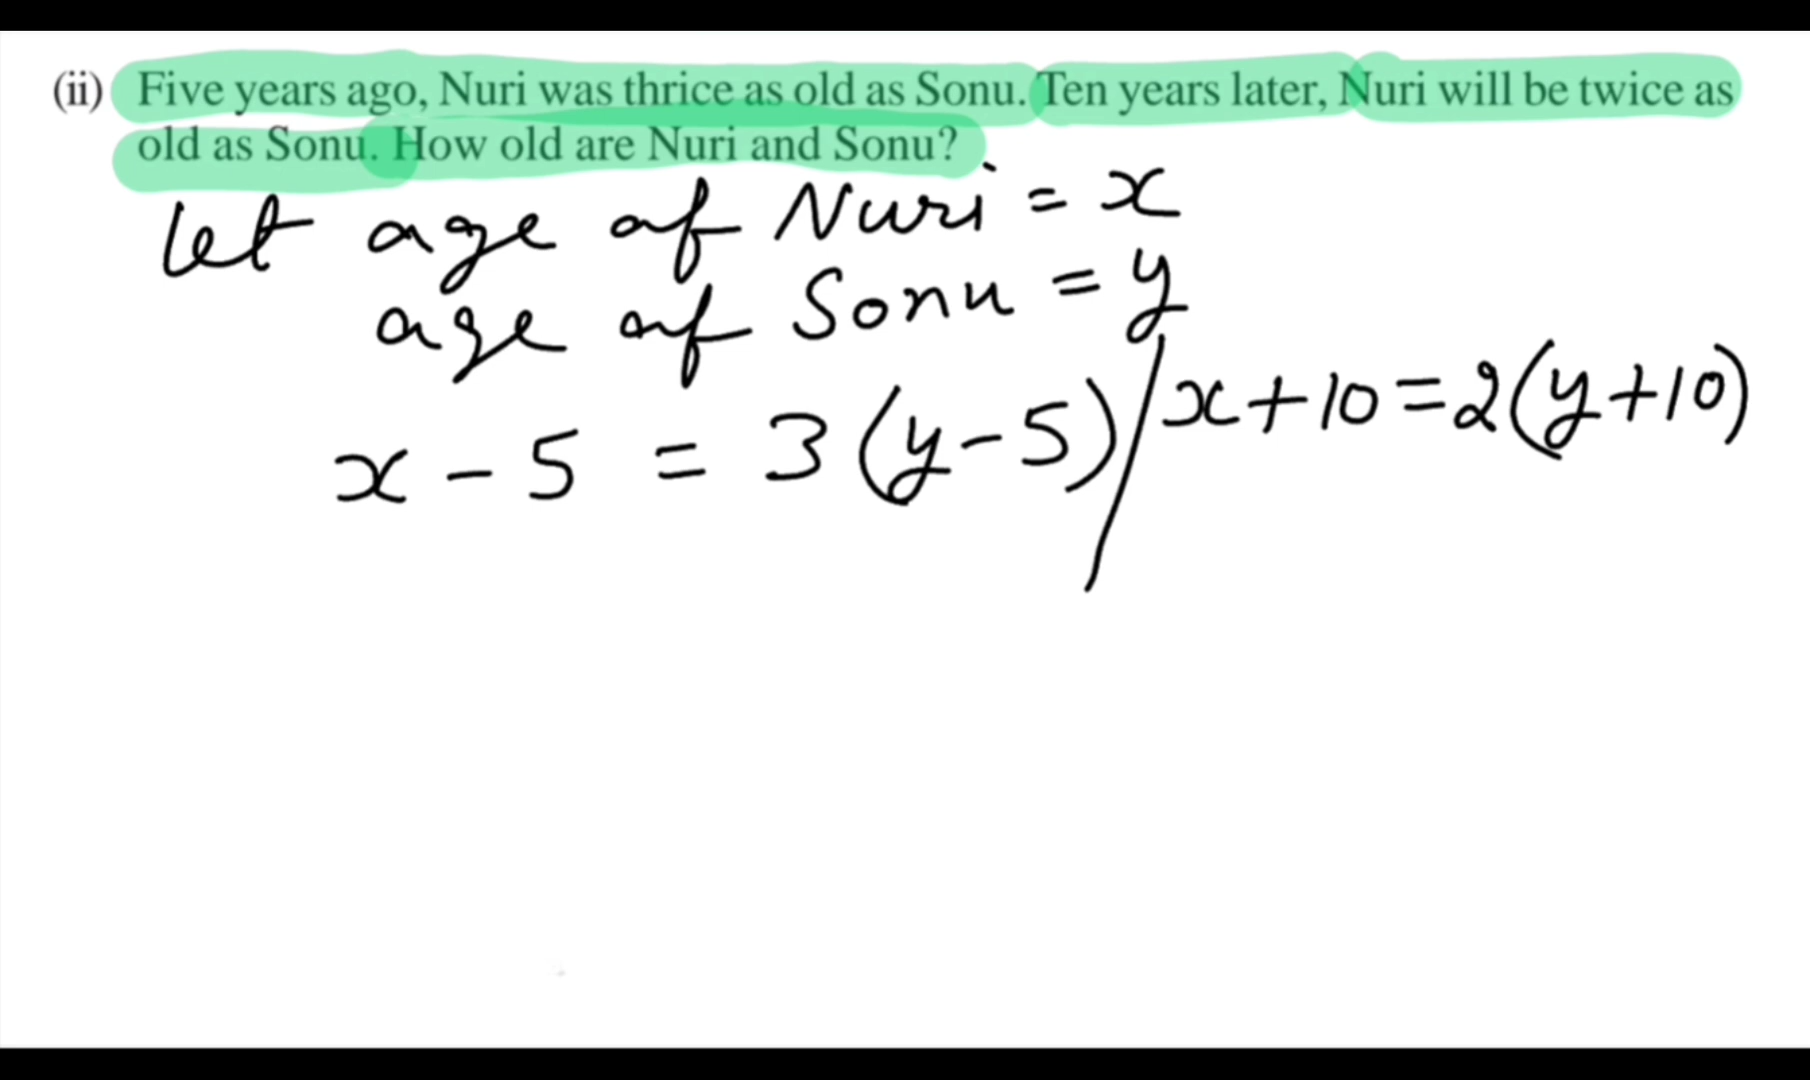 (ii) Five years ago, Nuri was thrice as old as Sonu. Ten years later, Nuri will be twice as
old as Sonu. How old are Nuri and Sonu?
Let age of Nuri = x
age of Sonu = y
x - 5 = 3 (y - 5) / x + 10 = 2(y + 10)